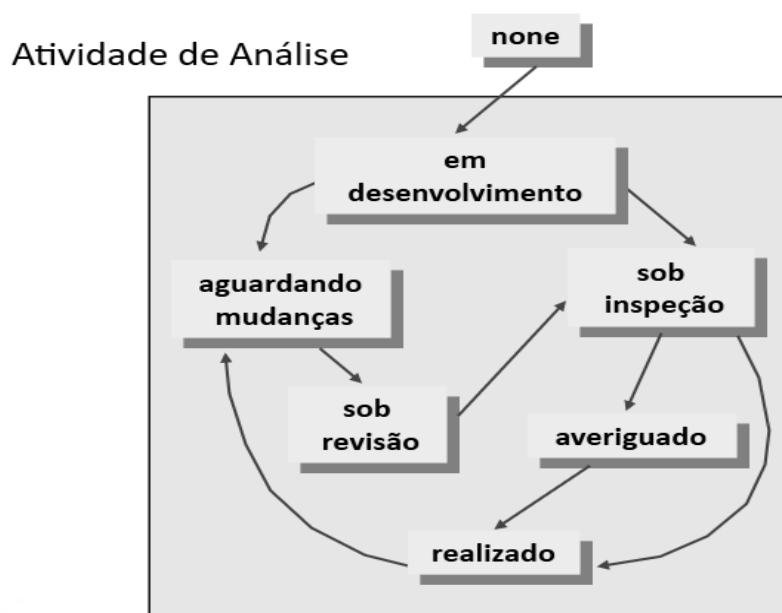 none
Atividade de Análise
em
desenvolvimento
aguardando
mudanças
sob
inspeção
sob
revisão
averiguado
realizado